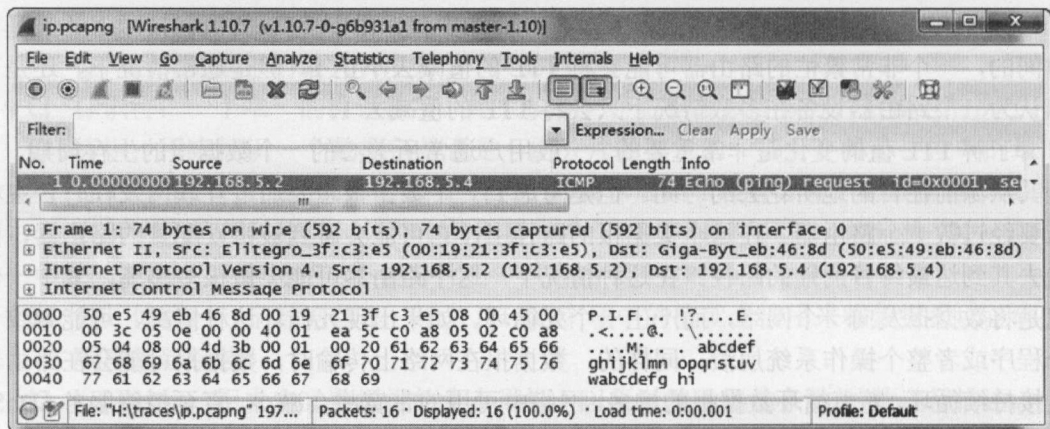 ip.pcapng [Wireshark 1.10.7 (v1.10.7-0-g6b931a1 from master-1.10)]
File Edit View Go Capture Analyze Statistics Telephony Tools Internals Help
Filter: Expression... Clear Apply Save
No. Time Source Destination Protocol Length Info
1 0.00000000 192.168.5.2 192.168.5.4 ICMP 74 Echo (ping) request id=0x0001, se
Frame 1: 74 bytes on wire (592 bits), 74 bytes captured (592 bits) on interface
Ethernet II, Src: Elitegro_3f:c3:e5 (00:19:21:3f:c3:e5), Dst: Giga-Byt_eb:46:8d (50:e5:49:eb:46:8d)
Internet Protocol Version 4, Src: 192.168.5.2 (192.168.5.2), Dst: 192.168.5.4 (192.168.5.4)
Internet Control Message Protocol
0000 50 e5 49 eb 46 8d 00 19 21 3f c3 e5 08 00 45 00 P.I.F... !?....E.
0010 00 3c 05 c4 00 00 40 01 ea a5 c0 a8 05 02 c0 a8 .<....@. ........
0020 05 04 08 00 4d 3b 00 01 00 20 61 62 63 64 65 66 ....M;.. . abcdef
0030 67 68 69 6a 6b 6c 6d 6e 6f 70 71 72 73 74 75 76 ghijklmn opqrstuv
0040 77 61 62 63 64 65 66 67 68 69 wabcdefg hi
File: "H:\traces\ip.pcapng" 197... Packets: 16 · Displayed: 16 (100.0%) · Load time: 0:00.001 Profile: Default